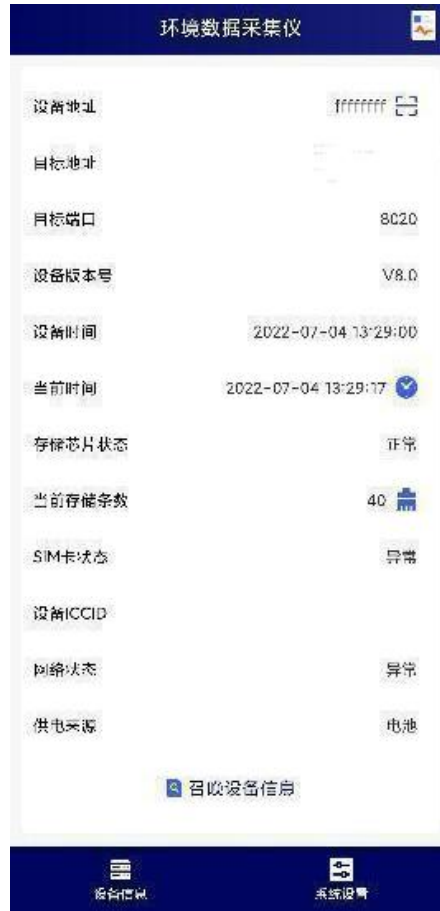 环境数据采集仪
设备地址 ffffffff
目标地址
目标端口 8020
设备版本号 V8.0
设备时间 2022-07-04 13:29:00
当前时间 2022-07-04 13:29:17
存储芯片状态 正常
当前存储条数 40
SIM卡状态 异常
设备ICCID
网络状态 异常
供电来源 电池
召唤设备信息
设备信息 系统设置